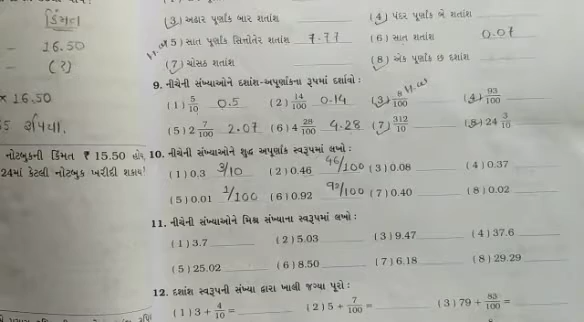 કિંમત
- 16.50
- (?)
× 16.50
રૂપિયા.
નોટબુકની કિંમત ₹ 15.50 હોય,
24માં કેટલી નોટબુક ખરીદી શકાય?
(3) અઢાર પૂર્ણાંક બાર શતાંશ
(4) પંદર પૂર્ણાંક બે શતાંશ
H.W 5) સાત પૂર્ણાંક સિત્તોતેર શતાંશ 7.77
(6) સાત શતાંશ 0.07
(7) ચોસઠ શતાંશ
(8) એક પૂર્ણાંક છ દશાંશ
9. નીચેની સંખ્યાઓને દશાંશ-અપૂર્ણાંકના રૂપમાં દર્શાવો :
(1) 5/10 0.5 (2) 14/100 0.14 (3) 8/100 H.W (4) 93/100
(5) 2 7/100 2.07 (6) 4 28/100 4.28 (7) 312/10 (8) 24 3/10
10. નીચેની સંખ્યાઓને શુદ્ધ અપૂર્ણાંક સ્વરૂપમાં લખો :
(1) 0.3 3/10 (2) 0.46 46/100 (3) 0.08 (4) 0.37
(5) 0.01 1/100 (6) 0.92 92/100 (7) 0.40 (8) 0.02
11. નીચેની સંખ્યાઓને મિશ્ર સંખ્યાના સ્વરૂપમાં લખો :
(1) 3.7 (2) 5.03 (3) 9.47 (4) 37.6
(5) 25.02 (6) 8.50 (7) 6.18 (8) 29.29
12. દશાંશ સ્વરૂપની સંખ્યા દ્વારા ખાલી જગ્યા પૂરો :
(1) 3 + 4/10 = (2) 5 + 7/100 = (3) 79 + 83/100 =